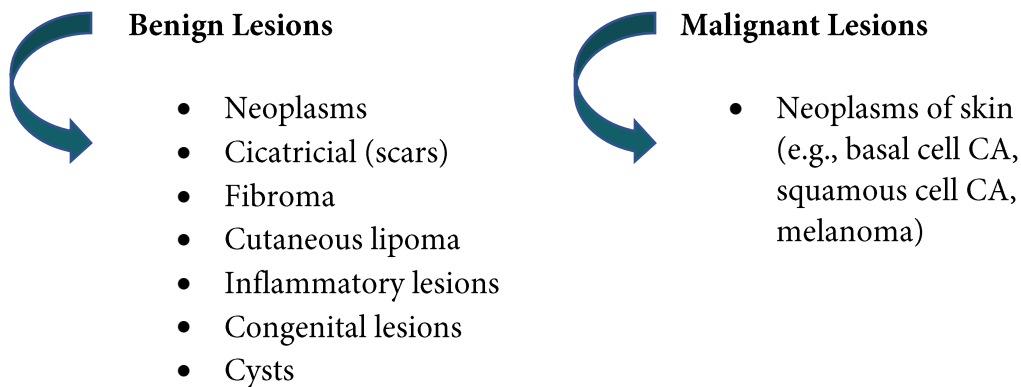 Benign Lesions
• Neoplasms
• Cicatricial (scars)
• Fibroma
• Cutaneous lipoma
• Inflammatory lesions
• Congenital lesions
• Cysts
Malignant Lesions
• Neoplasms of skin
(e.g., basal cell CA,
squamous cell CA,
melanoma)